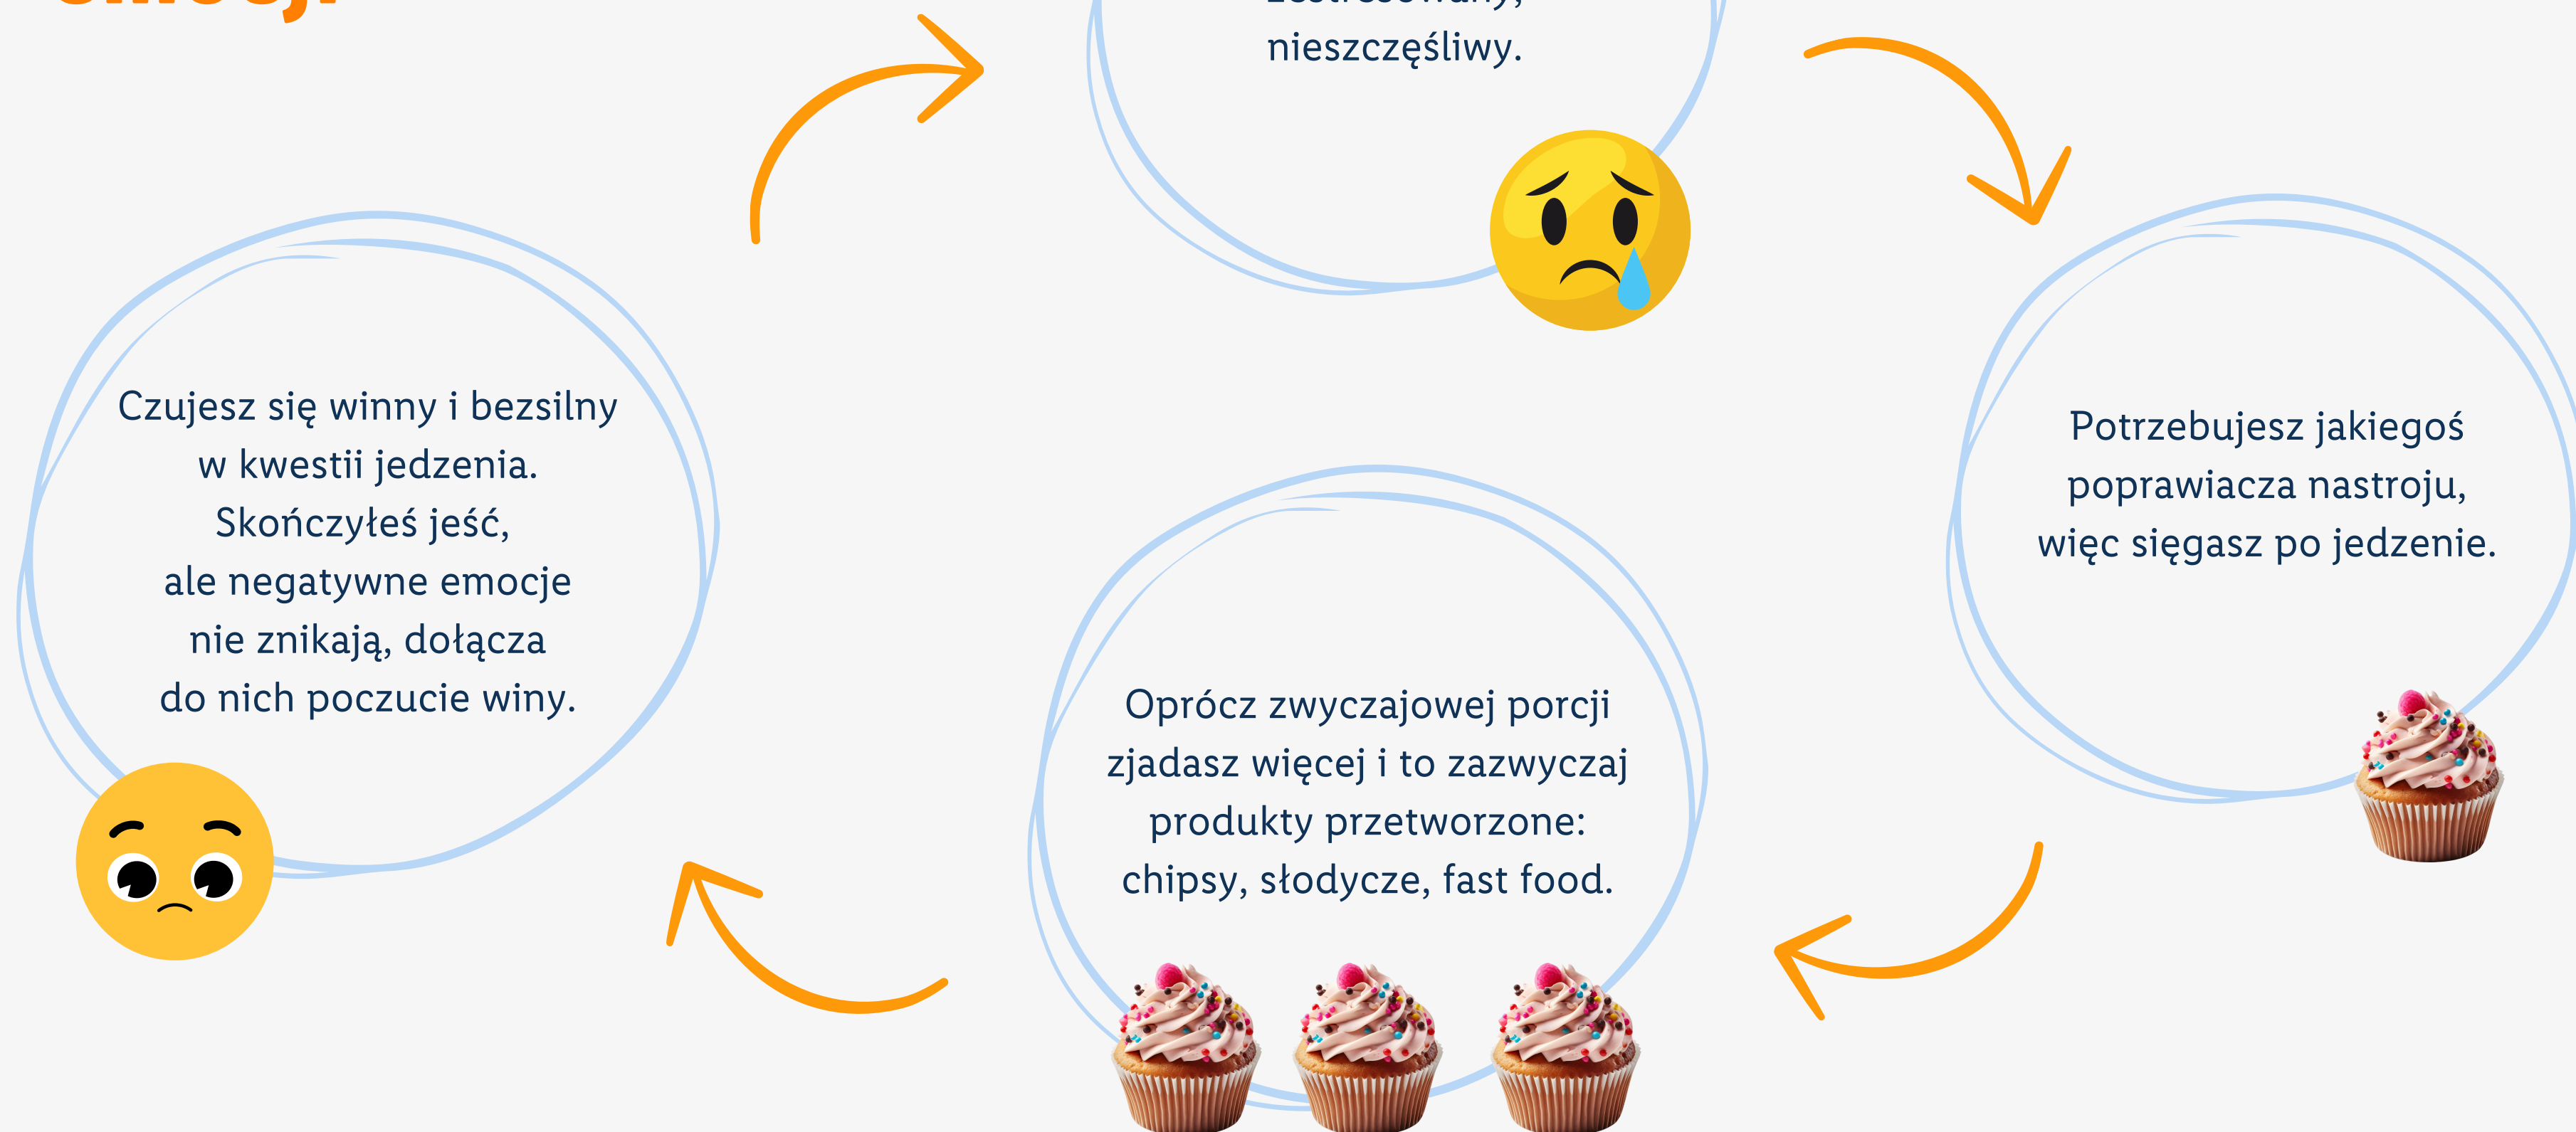 nieszczęśliwy.
Czujesz się winny i bezsilny
w kwestii jedzenia.
Skończyłeś jeść,
ale negatywne emocje
nie znikają, dołącza
do nich poczucie winy.
Potrzebujesz jakiegoś
poprawiacza nastroju,
więc sięgasz po jedzenie.
Oprócz zwyczajowej porcji
zjadasz więcej i to zazwyczaj
produkty przetworzone:
chipsy, słodycze, fast food.